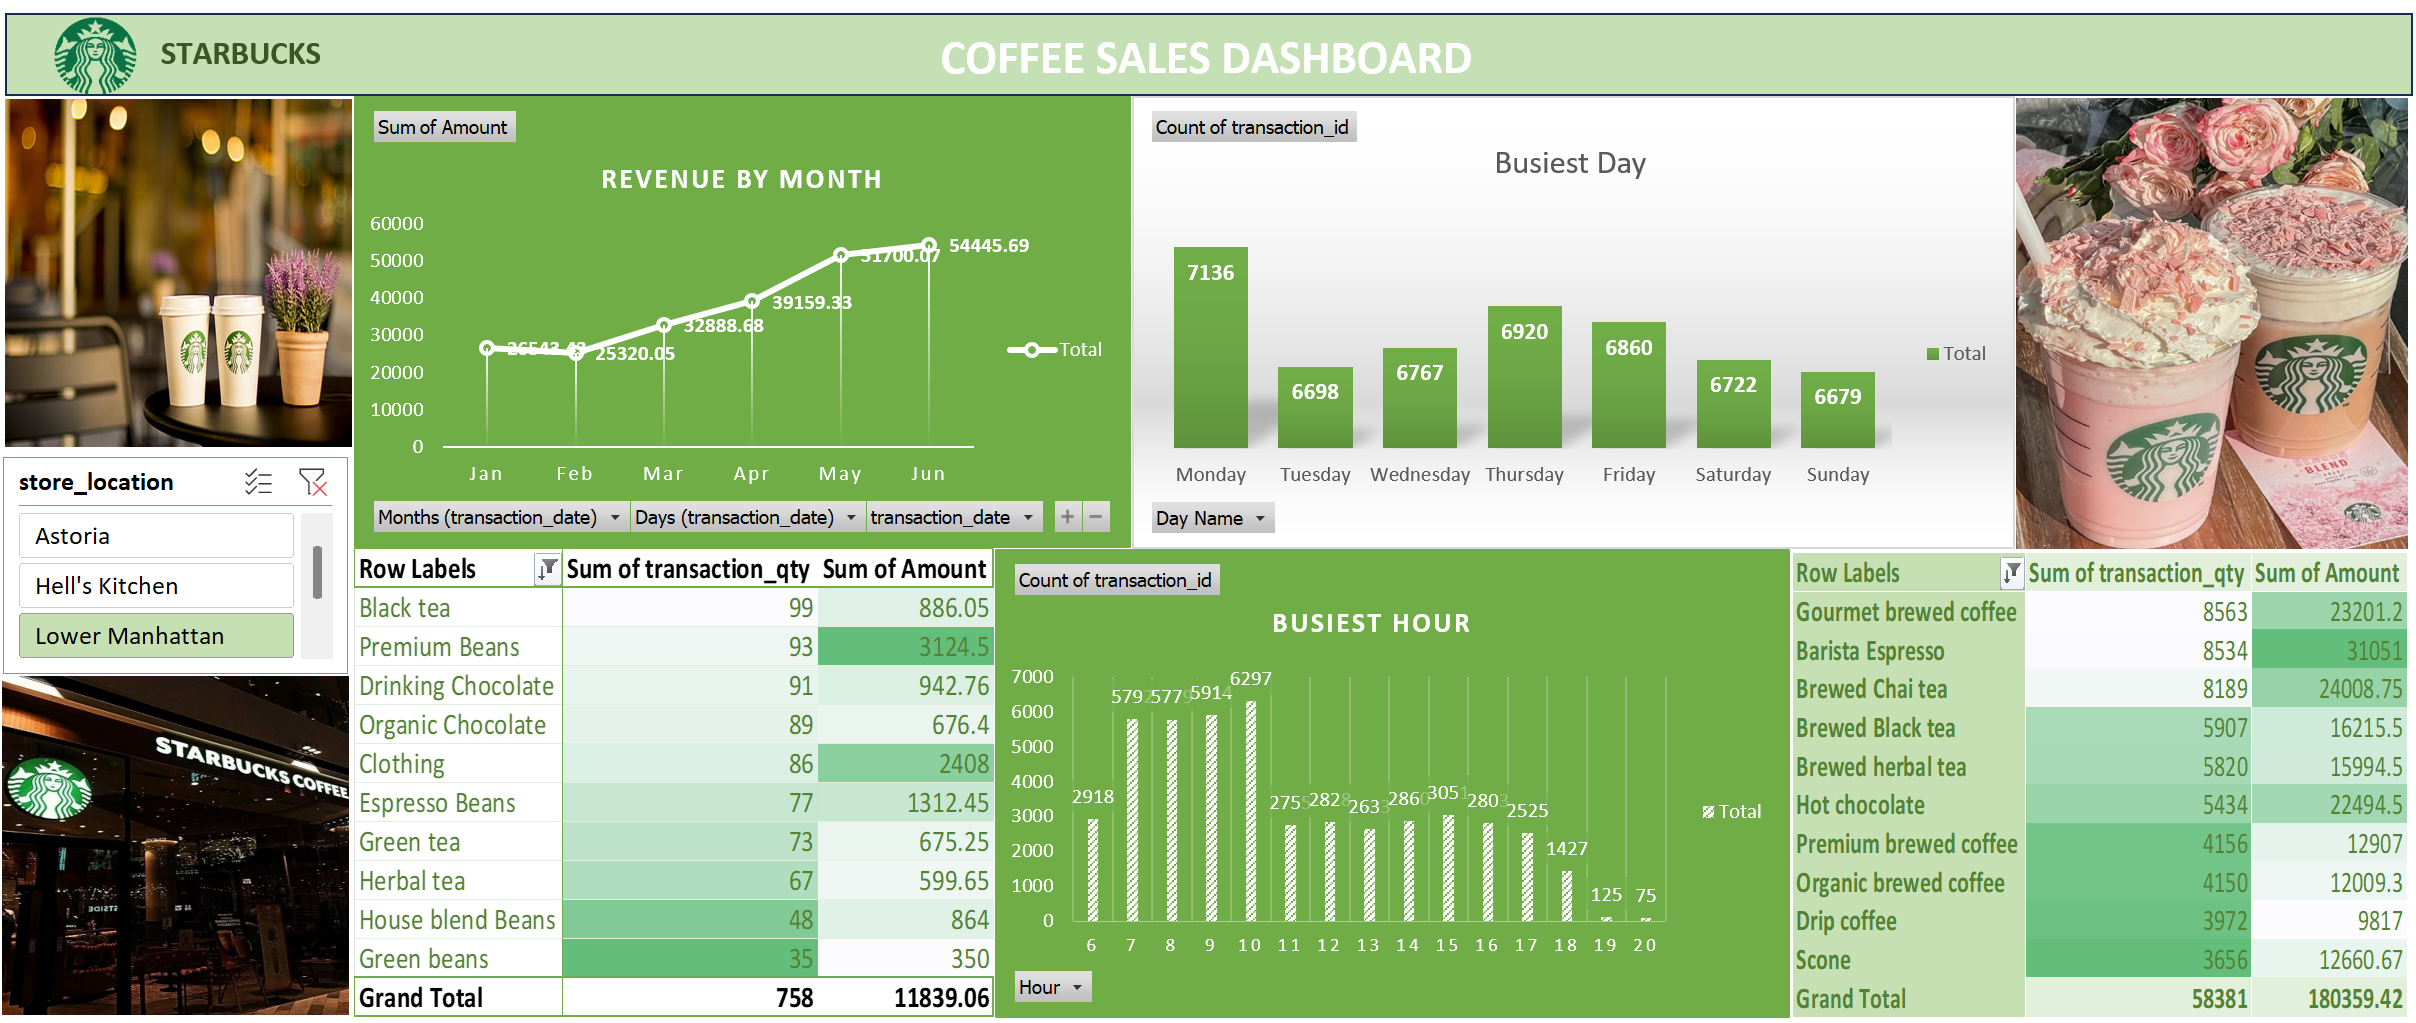 STARBUCKS
COFFEE SALES DASHBOARD
Sum of Amount
REVENUE BY MONTH
60000
50000
40000
30000
20000
10000
0
26543.43
25320.05
32888.68
39159.33
51700.07
54445.69
Total
Jan Feb Mar Apr May Jun
Months (transaction_date) Days (transaction_date) transaction_date + −
Count of transaction_id
Busiest Day
7136 6698 6767 6920 6860 6722 6679
Total
Monday Tuesday Wednesday Thursday Friday Saturday Sunday
Day Name
BLEND
store_location
Astoria
Hell's Kitchen
Lower Manhattan
STARBUCKS COFFEE
Row Labels Sum of transaction_qty Sum of Amount
Black tea 99 886.05
Premium Beans 93 3124.5
Drinking Chocolate 91 942.76
Organic Chocolate 89 676.4
Clothing 86 2408
Espresso Beans 77 1312.45
Green tea 73 675.25
Herbal tea 67 599.65
House blend Beans 48 864
Green beans 35 350
Grand Total 758 11839.06
Count of transaction_id
BUSIEST HOUR
7000
6000
5000
4000
3000
2000
1000
0
2918 5792 5779 5914 6297 2755 2828 2633 2860 3051 2803 2525 1427 125 75
Total
6 7 8 9 10 11 12 13 14 15 16 17 18 19 20
Hour
Row Labels Sum of transaction_qty Sum of Amount
Gourmet brewed coffee 8563 23201.2
Barista Espresso 8534 31051
Brewed Chai tea 8189 24008.75
Brewed Black tea 5907 16215.5
Brewed herbal tea 5820 15994.5
Hot chocolate 5434 22494.5
Premium brewed coffee 4156 12907
Organic brewed coffee 4150 12009.3
Drip coffee 3972 9817
Scone 3656 12660.67
Grand Total 58381 180359.42